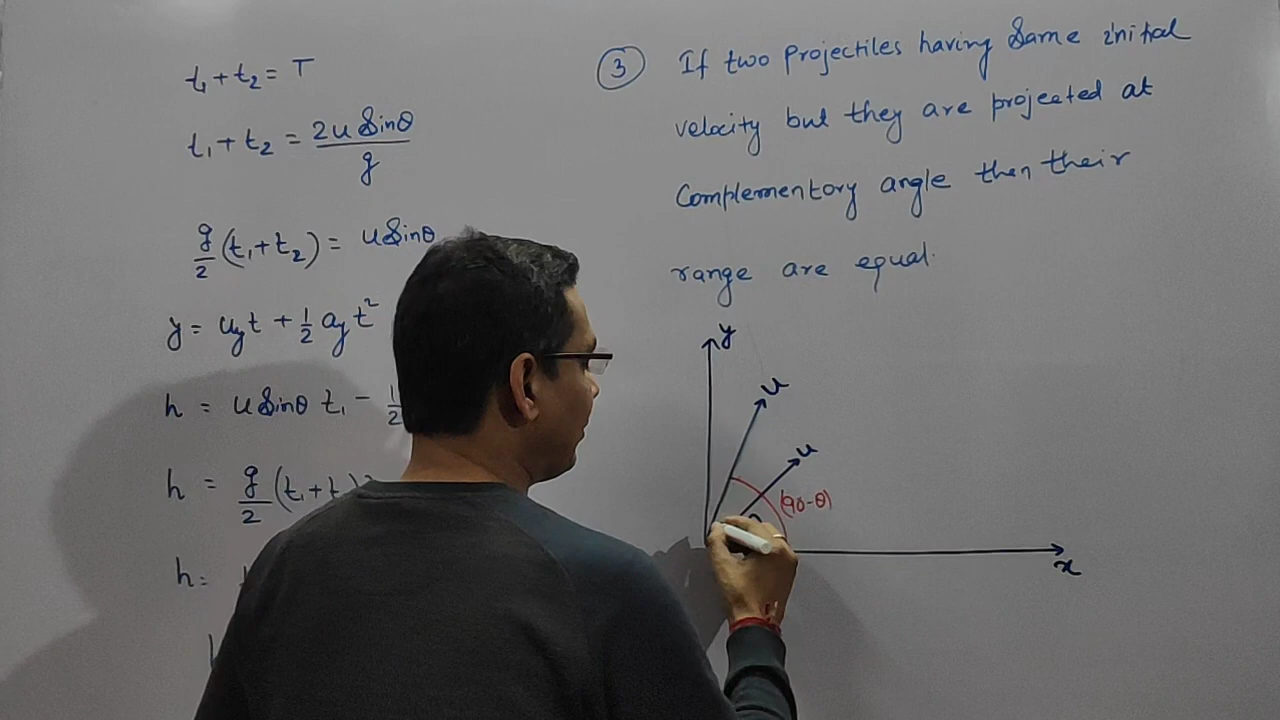 t₁ + t₂ = T
t₁ + t₂ = 2u Sinθ / g
g/2 (t₁ + t₂) = u Sinθ
y = u_y t + 1/2 a_y t²
h = u Sinθ t₁ - 1/2
h = g/2 (t₁ + t
h =
③ If two projectiles having Same initial
velocity but they are projected at
Complementory angle then their
range are equal.
y
u
u
(90-θ)
x